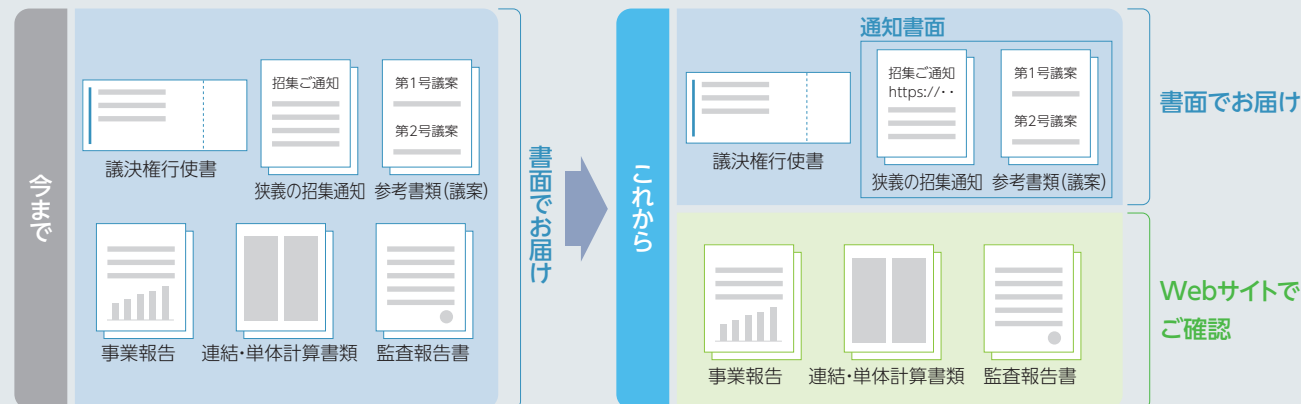 今まで
招集ご通知
第1号議案
第2号議案
議決権行使書
狭義の招集通知
参考書類(議案)
事業報告
連結・単体計算書類
監査報告書
書面でお届け
これから
通知書面
招集ご通知
https://・・
第1号議案
第2号議案
議決権行使書
狭義の招集通知
参考書類(議案)
書面でお届け
事業報告
連結・単体計算書類
監査報告書
Webサイトで
ご確認